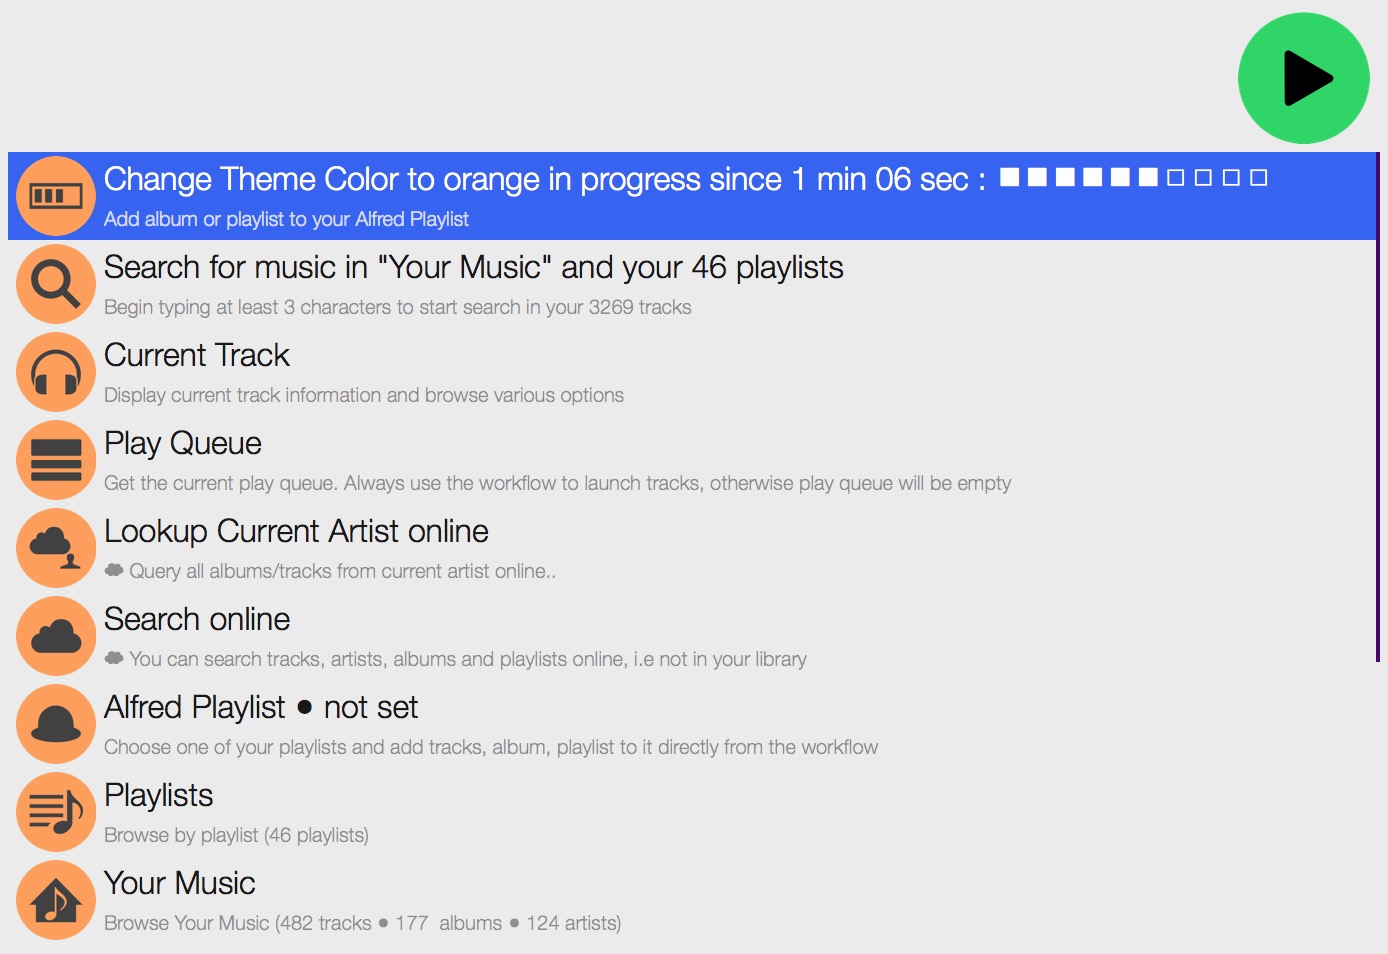 Change Theme Color to orange in progress since 1 min 06 sec : ■ ■ ■ ■ ■ ■ □ □ □ □
Add album or playlist to your Alfred Playlist
Search for music in "Your Music" and your 46 playlists
Begin typing at least 3 characters to start search in your 3269 tracks
Current Track
Display current track information and browse various options
Play Queue
Get the current play queue. Always use the workflow to launch tracks, otherwise play queue will be empty
Lookup Current Artist online
Query all albums/tracks from current artist online..
Search online
You can search tracks, artists, albums and playlists online, i.e not in your library
Alfred Playlist ● not set
Choose one of your playlists and add tracks, album, playlist to it directly from the workflow
Playlists
Browse by playlist (46 playlists)
Your Music
Browse Your Music (482 tracks ● 177  albums ● 124 artists)